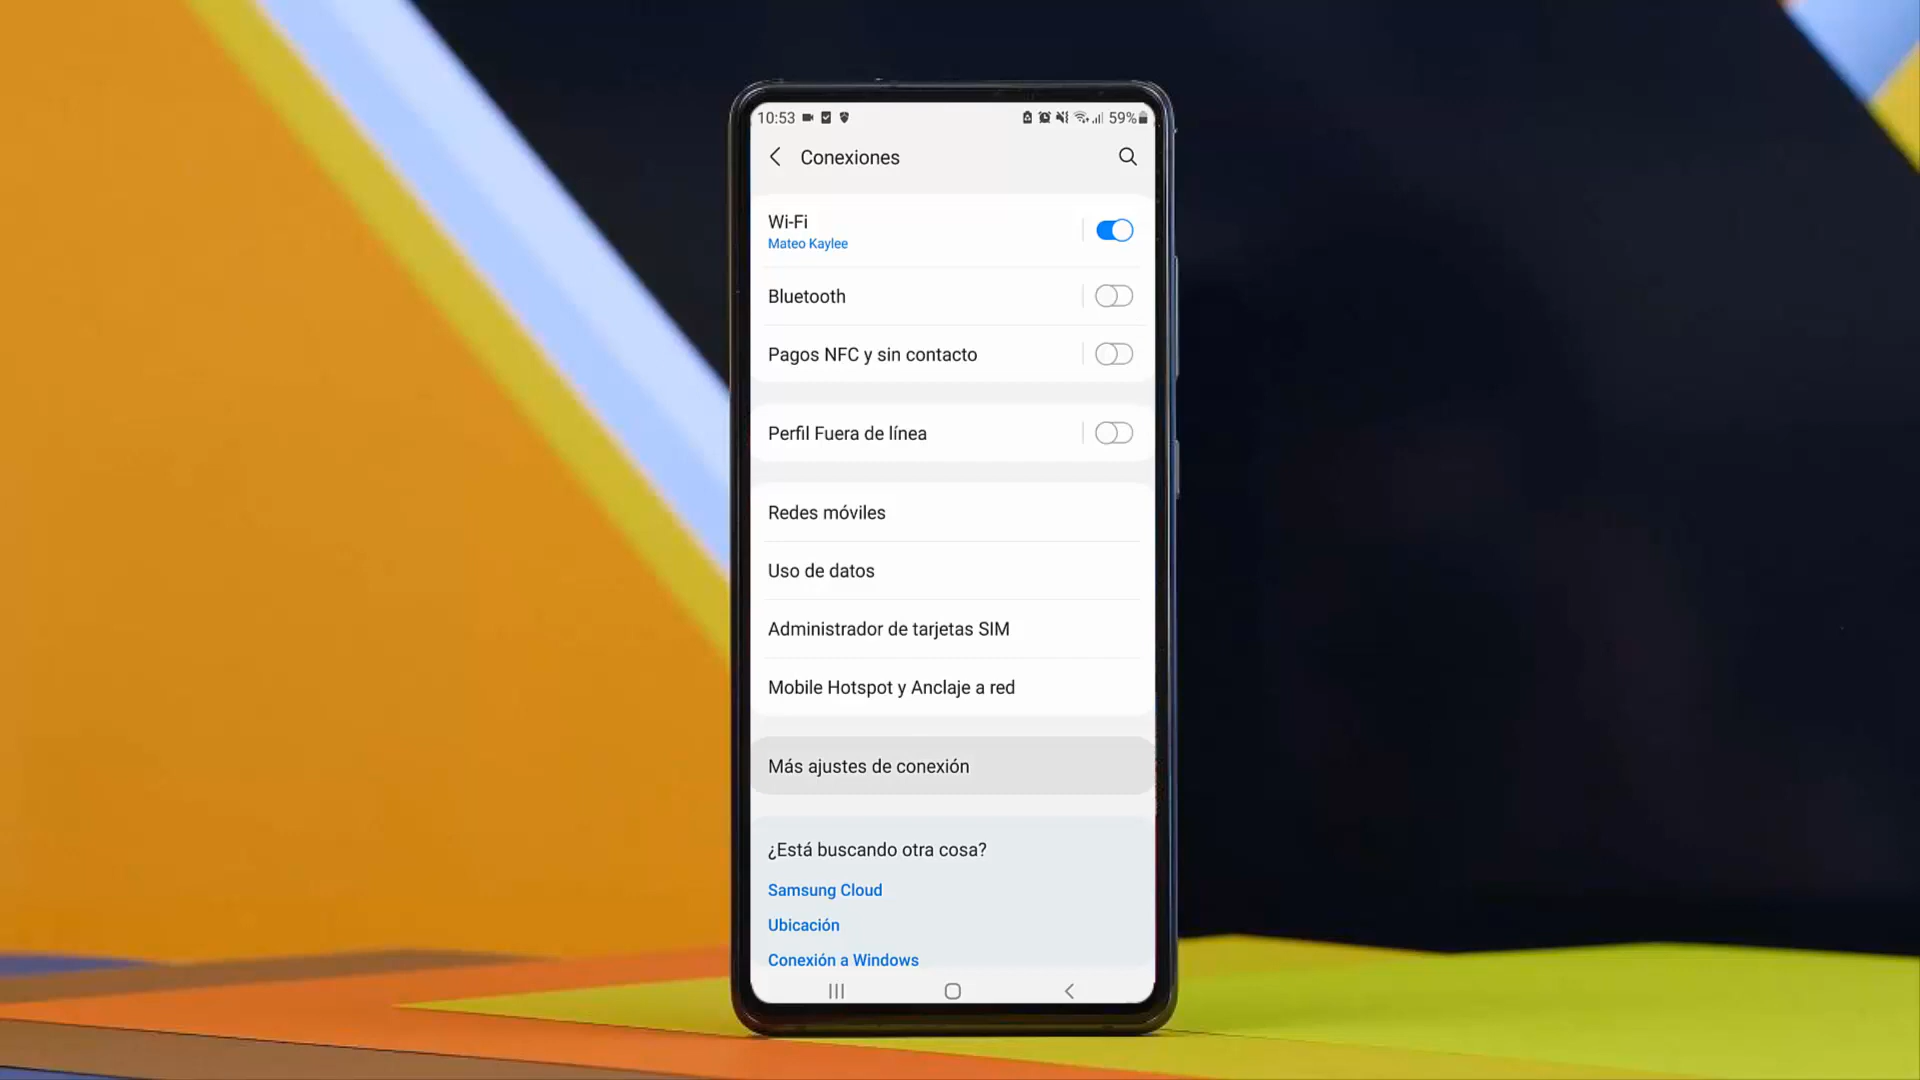 10:53 59%
Conexiones
Wi-Fi
Mateo Kaylee
Bluetooth
Pagos NFC y sin contacto
Perfil Fuera de línea
Redes móviles
Uso de datos
Administrador de tarjetas SIM
Mobile Hotspot y Anclaje a red
Más ajustes de conexión
¿Está buscando otra cosa?
Samsung Cloud
Ubicación
Conexión a Windows